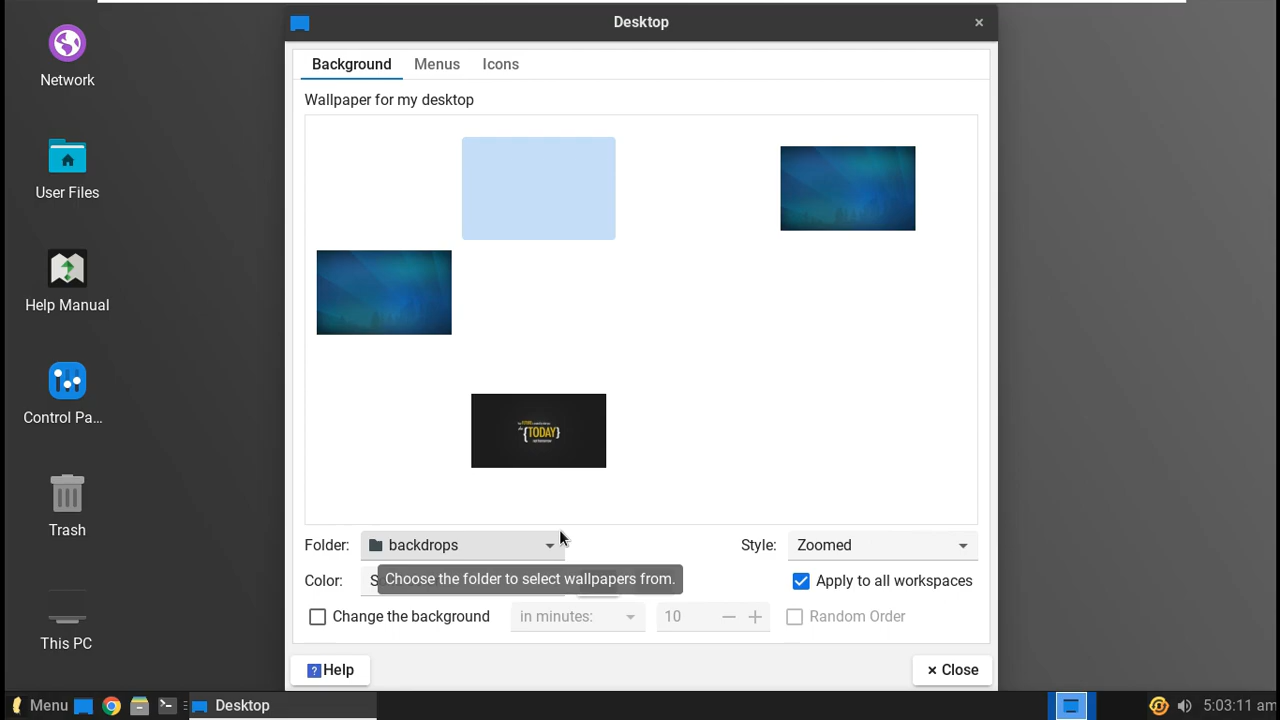 Desktop
Network
Background Menus Icons
Wallpaper for my desktop
User Files
Help Manual
Control Pa...
{TODAY}
Trash
Folder: backdrops Style: Zoomed
Color: S Apply to all workspaces
Choose the folder to select wallpapers from.
Change the background in minutes: 10 Random Order
This PC
? Help × Close
Menu Desktop 5:03:11 am